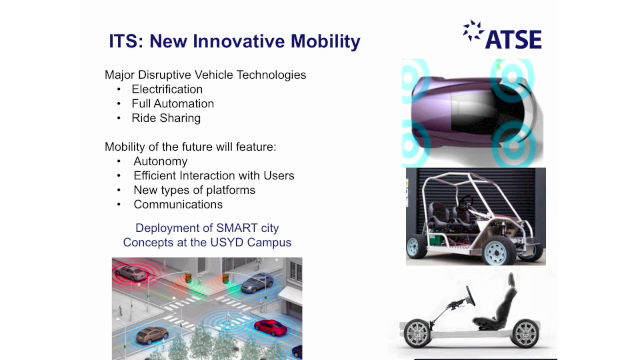 ITS: New Innovative Mobility
ATSE
Major Disruptive Vehicle Technologies
• Electrification
• Full Automation
• Ride Sharing
Mobility of the future will feature:
• Autonomy
• Efficient Interaction with Users
• New types of platforms
• Communications
Deployment of SMART city
Concepts at the USYD Campus